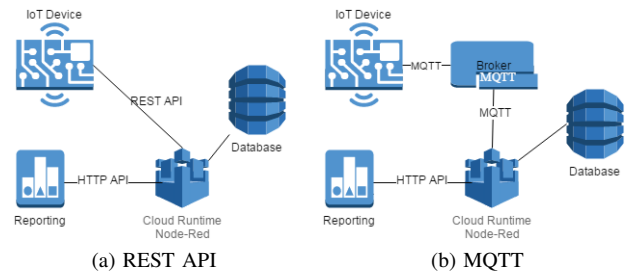 IoT Device
REST API
Database
HTTP API
Reporting
Cloud Runtime
Node-Red
(a) REST API
IoT Device
MQTT
Broker
MQTT
MQTT
Database
HTTP API
Reporting
Cloud Runtime
Node-Red
(b) MQTT